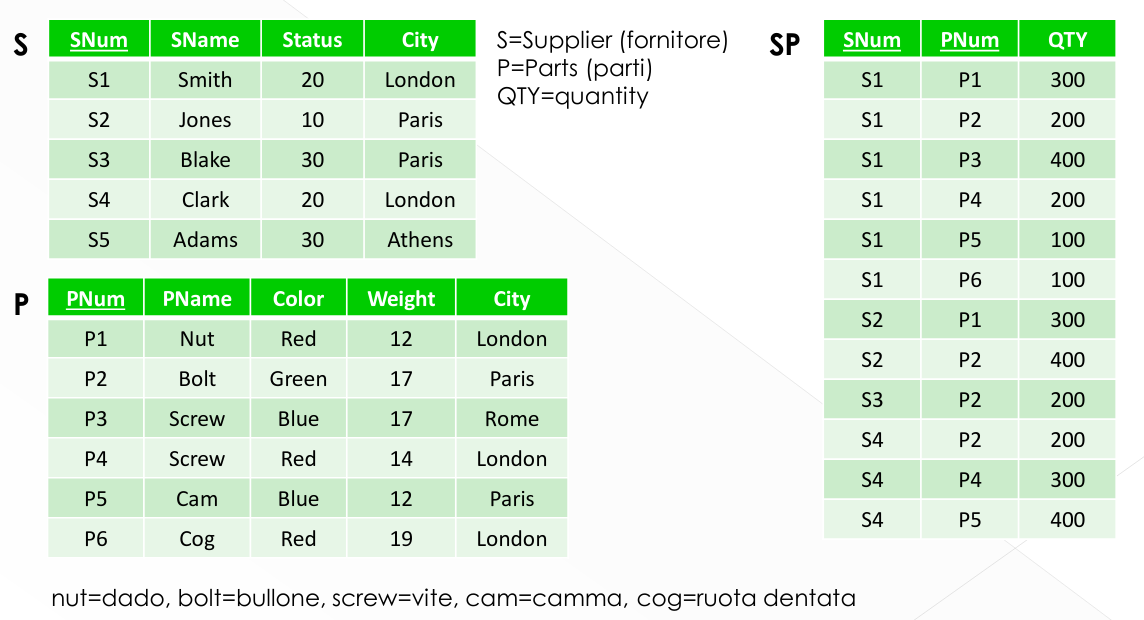 S
SNum SName Status City
S1 Smith 20 London
S2 Jones 10 Paris
S3 Blake 30 Paris
S4 Clark 20 London
S5 Adams 30 Athens
S=Supplier (fornitore)
P=Parts (parti)
QTY=quantity
SP
SNum PNum QTY
S1 P1 300
S1 P2 200
S1 P3 400
S1 P4 200
S1 P5 100
S1 P6 100
S2 P1 300
S2 P2 400
S3 P2 200
S4 P2 200
S4 P4 300
S4 P5 400
P
PNum PName Color Weight City
P1 Nut Red 12 London
P2 Bolt Green 17 Paris
P3 Screw Blue 17 Rome
P4 Screw Red 14 London
P5 Cam Blue 12 Paris
P6 Cog Red 19 London
nut=dado, bolt=bullone, screw=vite, cam=camma, cog=ruota dentata